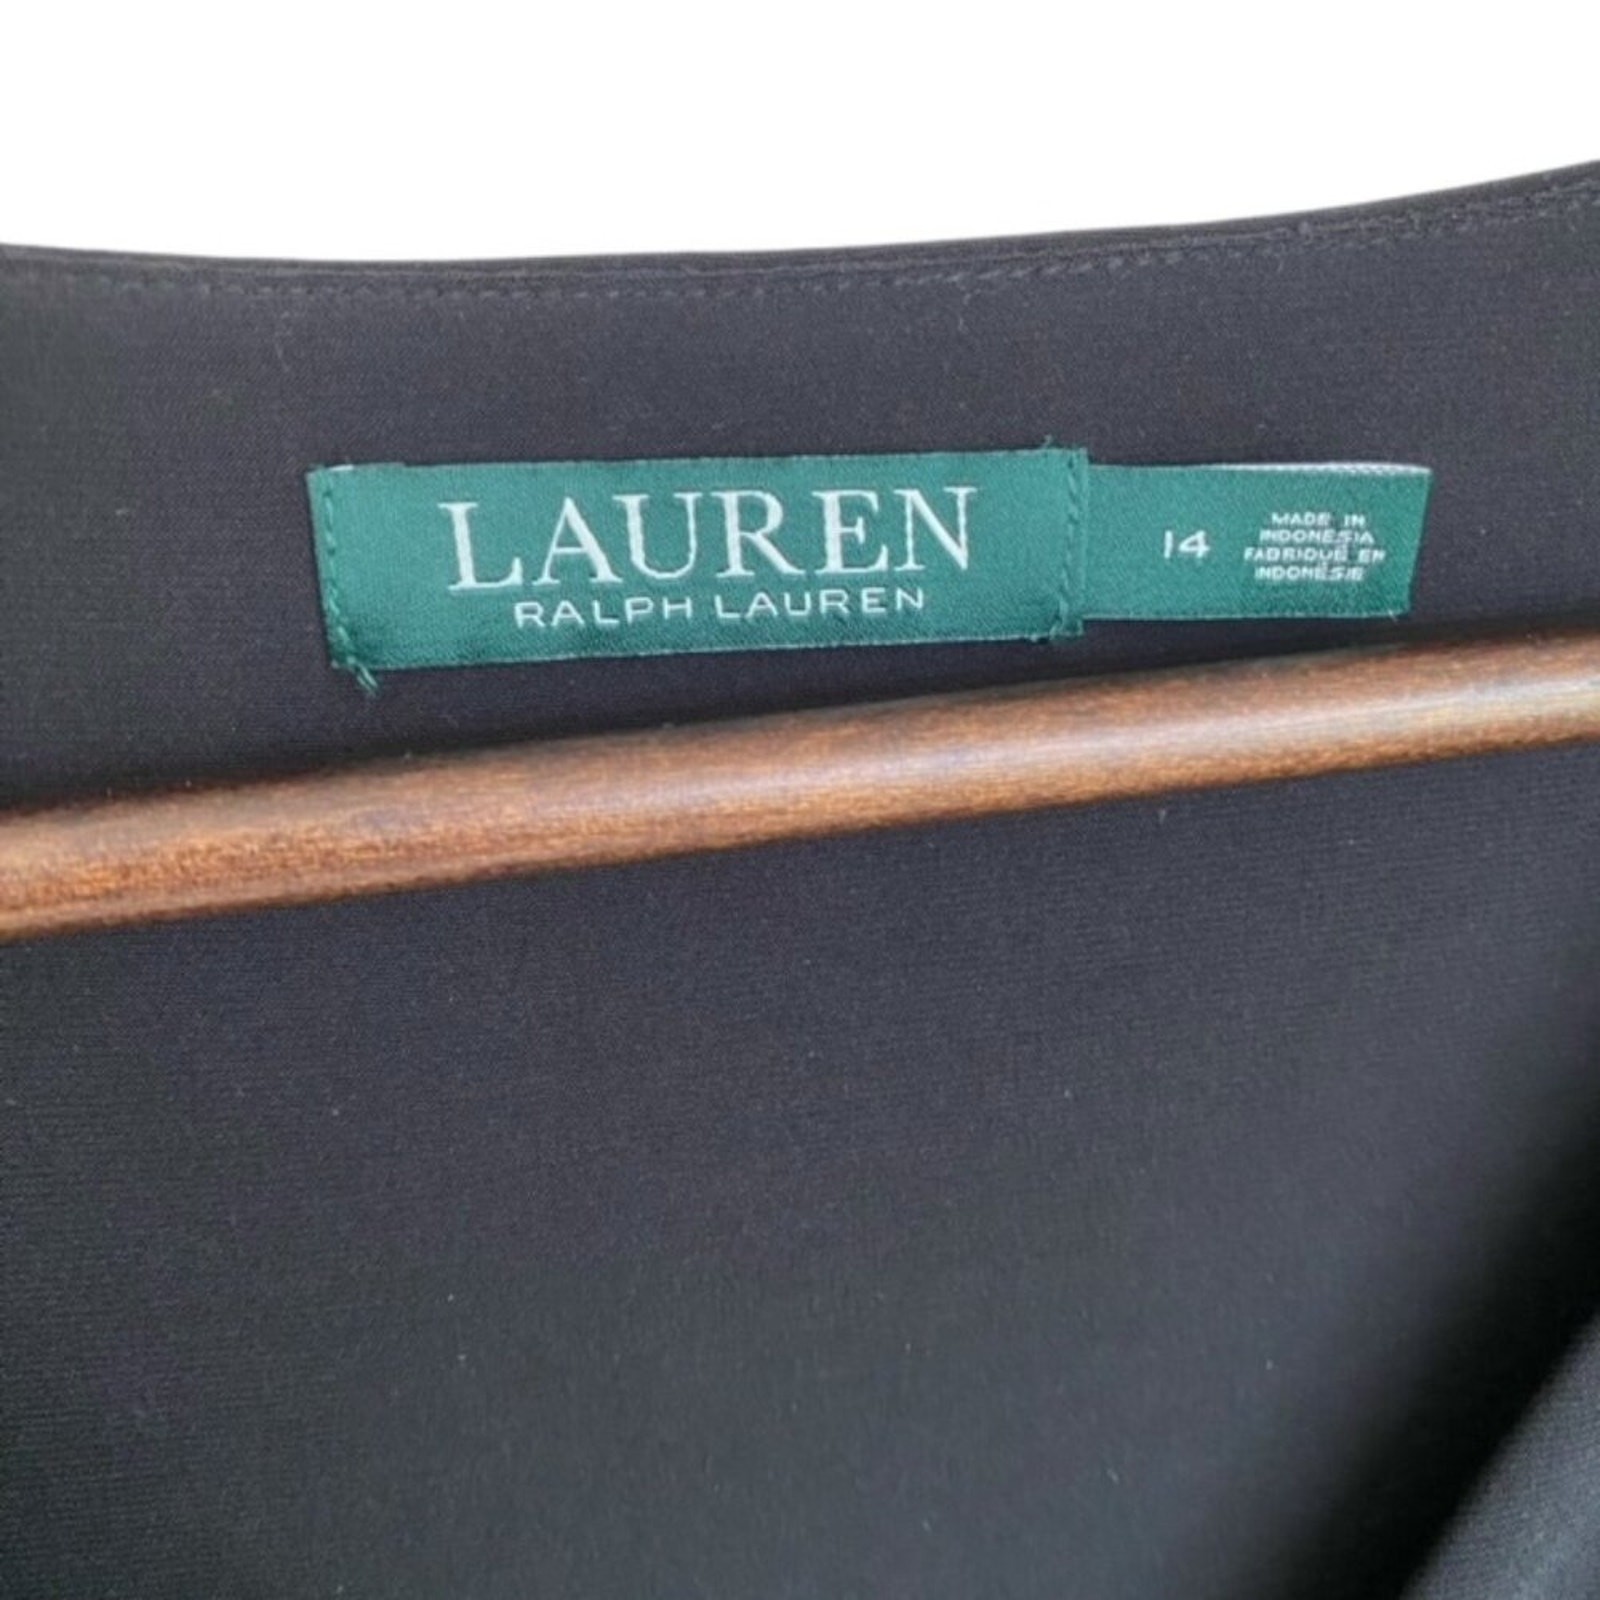 LAUREN
RALPH LAUREN
14
MADE IN
INDONESIA
FABRIQUÉ EN
INDONÉSIE